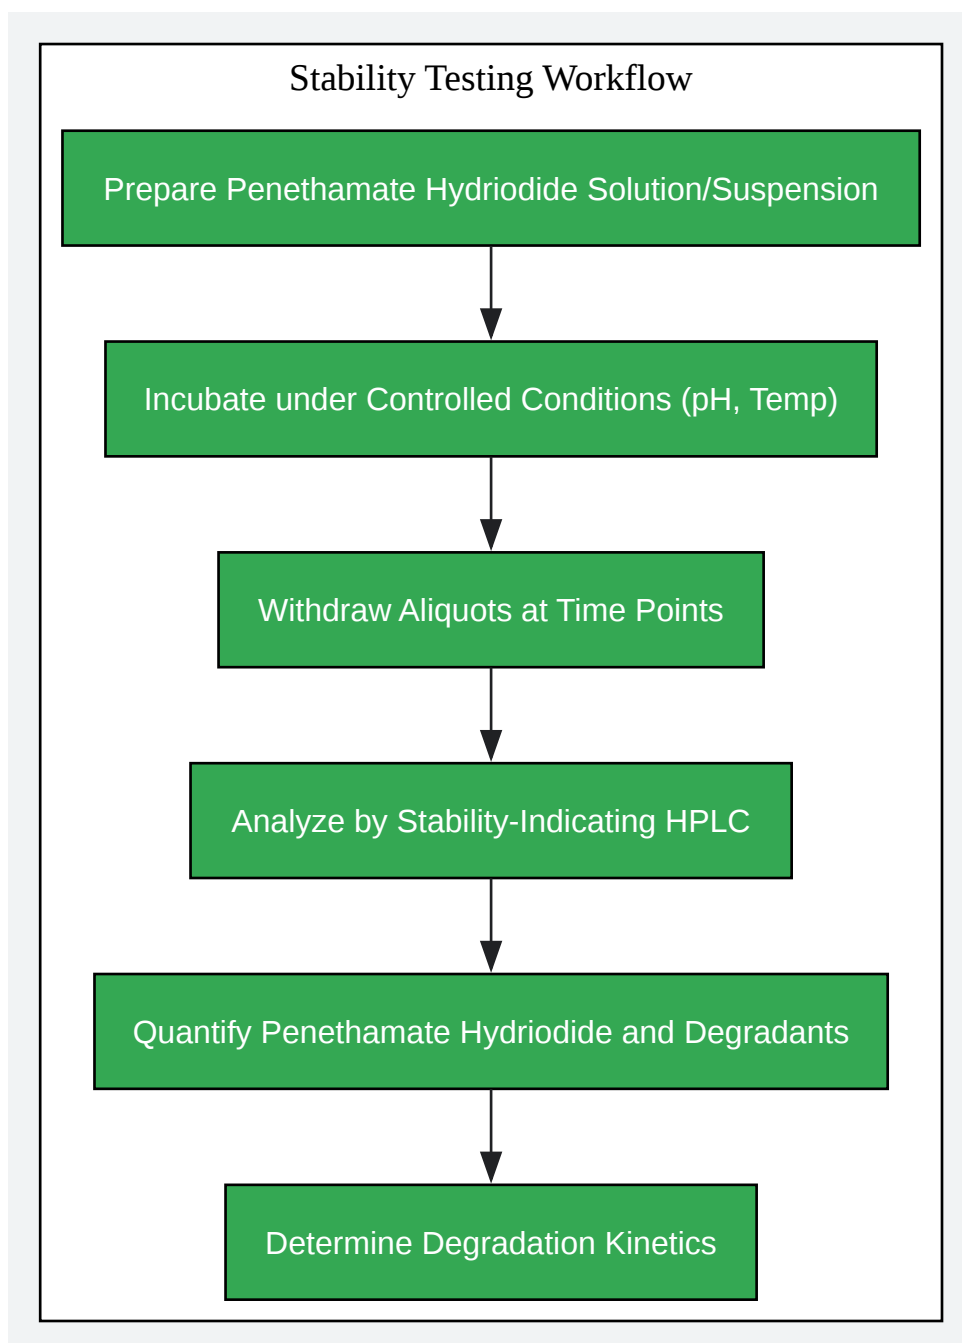 Stability Testing Workflow
Prepare Penethamate Hydriodide Solution/Suspension
Incubate under Controlled Conditions (pH, Temp)
Withdraw Aliquots at Time Points
Analyze by Stability-Indicating HPLC
Quantify Penethamate Hydriodide and Degradants
Determine Degradation Kinetics